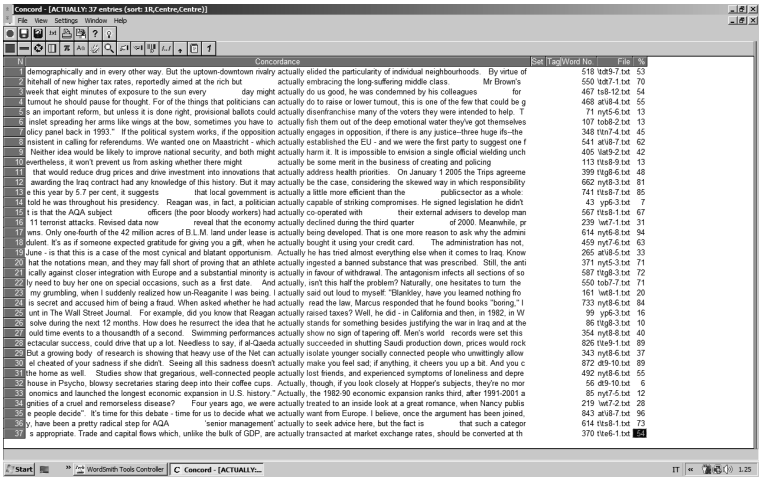 Concord - [ACTUALLY: 37 entries (sort: 1R,Centre,Centre)]
File View Settings Window Help
N Concordance Set Tag Word No. File %
1 demographically and in every other way. But the uptown-downtown rivalry actually elided the particularity of individual neighbourhoods. By virtue of 518 \tdt9-7.txt 53
2 hitehall of new higher tax rates, reportedly aimed at the rich but actually embracing the long-suffering middle class. Mr Brown's 550 \tdt7-1.txt 70
3 week that eight minutes of exposure to the sun every day might actually do us good, he was condemned by his colleagues for 467 ts8-12.txt 54
4 turnout he should pause for thought. For of the things that politicians can actually do to raise or lower turnout, this is one of the few that could be g 468 at\i8-4.txt 55
5 s an important reform, but unless it is done right, provisional ballots could actually disenfranchise many of the voters they were intended to help. T 71 nyt5-6.txt 13
6 inslet spreading her arms like wings at the bow, sometimes you have to actually fish them out of the deep emotional water they've got themselves 107 tob8-2.txt 13
7 olicy panel back in 1993." If the political system works, if the opposition actually engages in opposition, if there is any justice--three huge ifs--the 348 t\tn7-4.txt 45
8 nsistent in calling for referendums. We wanted one on Maastricht - which actually established the EU - and we were the first party to suggest one f 541 at\i8-7.txt 62
9 Neither idea would be likely to improve national security, and both might actually harm it. It is impossible to envision a single official wielding unch 405 \lat9-2.txt 42
10 evertheless, it won't prevent us from asking whether there might actually be some merit in the business of creating and policing 113 t\ts8-9.txt 13
11 that would reduce drug prices and drive investment into innovations that actually address health priorities. On January 1 2005 the Trips agreeme 399 t\tg8-6.txt 48
12 awarding the Iraq contract had any knowledge of this history. But it may actually be the case, considering the skewed way in which responsibility 662 nyt8-3.txt 81
13 e this year by 5.7 per cent, it suggests that local government is actually a little more efficient than the publicsector as a whole: 741 t\ts8-7.txt 85
14 told he was throughout his presidency. Reagan was, in fact, a politician actually capable of striking compromises. He signed legislation he didn't 43 yp6-3.txt 7
15 t is that the AQA subject officers (the poor bloody workers) had actually co-operated with their external advisers to develop man 567 t\ts8-1.txt 67
16 11 terrorist attacks. Revised data now reveal that the economy actually declined during the third quarter of 2000. Meanwhile, pr 239 \wt7-1.txt 31
17 wns. Only one-fourth of the 42 million acres of B.L.M. land under lease is actually being developed. That is one more reason to ask why the admini 614 nyt6-8.txt 94
18 dulent. It's as if someone expected gratitude for giving you a gift, when he actually bought it using your credit card. The administration has not, 459 nyt7-6.txt 63
19 June - is that this is a case of the most cynical and blatant opportunism. Actually he has tried almost everything else when it comes to Iraq. Know 265 at\i8-5.txt 33
20 hat the notations mean, and they may fall short of proving that an athlete actually ingested a banned substance that was prescribed. Still, the anti 371 nyt5-3.txt 71
21 ically against closer integration with Europe and a substantial minority is actually in favour of withdrawal. The antagonism infects all sections of so 587 t\tg8-3.txt 72
22 ly need to buy her one on special occasions, such as a first date. And actually, isn't this half the problem? Naturally, one hesitates to turn the 550 tob7-7.txt 71
23 my grumbling, when I suddenly realized how un-Reaganite I was being. I actually said out loud to myself: "Blankley, have you learned nothing fro 161 \wt8-1.txt 20
24 is secret and accused him of being a fraud. When asked whether he had actually read the law, Marcus responded that he found books "boring," I 733 nyt8-6.txt 84
25 unt in The Wall Street Journal. For example, did you know that Reagan actually raised taxes? Well, he did - in California and then, in 1982, in W 99 yp6-3.txt 16
26 solve during the next 12 months. How does he resurrect the idea he actually stands for something besides justifying the war in Iraq and at the 86 t\tg8-3.txt 10
27 ould time events to a thousandth of a second. Swimming performances actually show no sign of tapering off. Men's world records were set this 354 nyt8-8.txt 40
28 ectacular success, could drive that up a lot. Needless to say, if al-Qaeda actually succeeded in shutting Saudi production down, prices would rock 826 t\te9-1.txt 89
29 But a growing body of research is showing that heavy use of the Net can actually isolate younger socially connected people who unwittingly allow 343 nyt8-6.txt 37
30 el cheated of your sadness if she didn't. Seeing all this sadness doesn't actually make you feel sad; if anything, it cheers you up a bit. And you c 872 dt9-10.txt 89
31 the home as well. Studies show that gregarious, well-connected people actually lost friends, and experienced symptoms of loneliness and depre 492 nyt8-6.txt 55
32 house in Psycho, blowsy secretaries staring deep into their coffee cups. Actually, though, if you look closely at Hopper's subjects, they're no mor 56 dt9-10.txt 6
33 onomics and launched the longest economic expansion in U.S. history." Actually, the 1982-90 economic expansion ranks third, after 1991-2001 a 85 nyt7-5.txt 12
34 gnities of a cruel and remorseless disease? Four years ago, we were actually treated to an inside look at a great romance, when Nancy publis 219 \wt7-2.txt 28
35 e people decide". It's time for this debate - time for us to decide what we actually want from Europe. I believe, once the argument has been joined, 843 at\i8-7.txt 96
36 y, have been a pretty radical step for AQA 'senior management' actually to seek advice here, but the fact is that such a categor 614 t\ts8-1.txt 73
37 s appropriate. Trade and capital flows which, unlike the bulk of GDP, are actually transacted at market exchange rates, should be converted at th 370 t\te6-1.txt 54
Start WordSmith Tools Controller Concord - [ACTUALLY:... IT 1.25